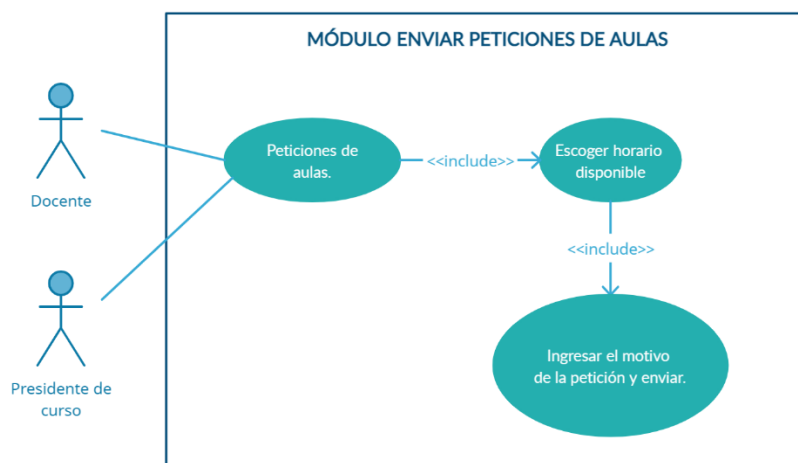 MÓDULO ENVIAR PETICIONES DE AULAS
Docente
Peticiones de
aulas.
<<include>>
Escoger horario
disponible
<<include>>
Presidente de
curso
Ingresar el motivo
de la petición y enviar.